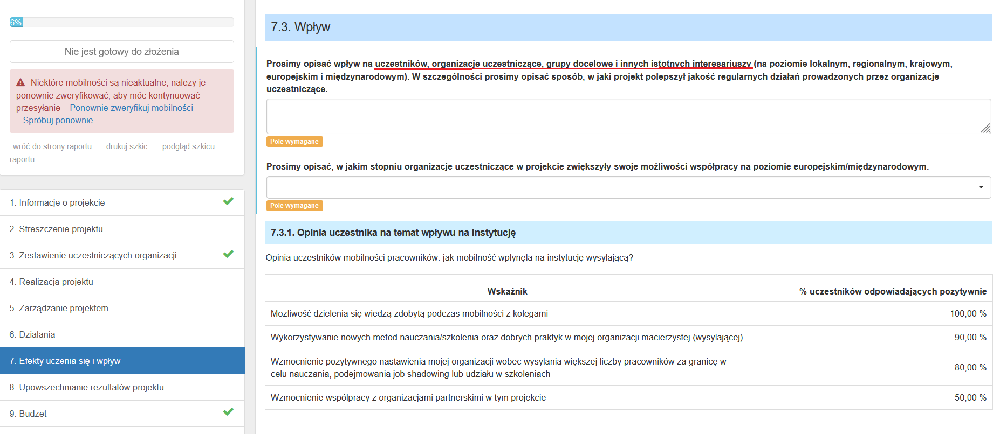 6%
Nie jest gotowy do złożenia
Niektóre mobilności są nieaktualne, należy je
ponownie zweryfikować, aby móc kontynuować
przesyłanie Ponownie zweryfikuj mobilności
Spróbuj ponownie
wróć do strony raportu · drukuj szkic · podgląd szkicu
raportu
1. Informacje o projekcie
2. Streszczenie projektu
3. Zestawienie uczestniczących organizacji
4. Realizacja projektu
5. Zarządzanie projektem
6. Działania
7. Efekty uczenia się i wpływ
8. Upowszechnianie rezultatów projektu
9. Budżet
7.3. Wpływ
Prosimy opisać wpływ na uczestników, organizacje uczestniczące, grupy docelowe i innych istotnych interesariuszy (na poziomie lokalnym, regionalnym, krajowym,
europejskim i międzynarodowym). W szczególności prosimy opisać sposób, w jaki projekt polepszył jakość regularnych działań prowadzonych przez organizacje
uczestniczące.
Pole wymagane
Prosimy opisać, w jakim stopniu organizacje uczestniczące w projekcie zwiększyły swoje możliwości współpracy na poziomie europejskim/międzynarodowym.
Pole wymagane
7.3.1. Opinia uczestnika na temat wpływu na instytucję
Opinia uczestników mobilności pracowników: jak mobilność wpłynęła na instytucję wysyłającą?
Wskaźnik % uczestników odpowiadających pozytywnie
Możliwość dzielenia się wiedzą zdobytą podczas mobilności z kolegami 100,00 %
Wykorzystywanie nowych metod nauczania/szkolenia oraz dobrych praktyk w mojej organizacji macierzystej (wysyłającej) 90,00 %
Wzmocnienie pozytywnego nastawienia mojej organizacji wobec wysyłania większej liczby pracowników za granicę w
celu nauczania, podejmowania job shadowing lub udziału w szkoleniach 80,00 %
Wzmocnienie współpracy z organizacjami partnerskimi w tym projekcie 50,00 %